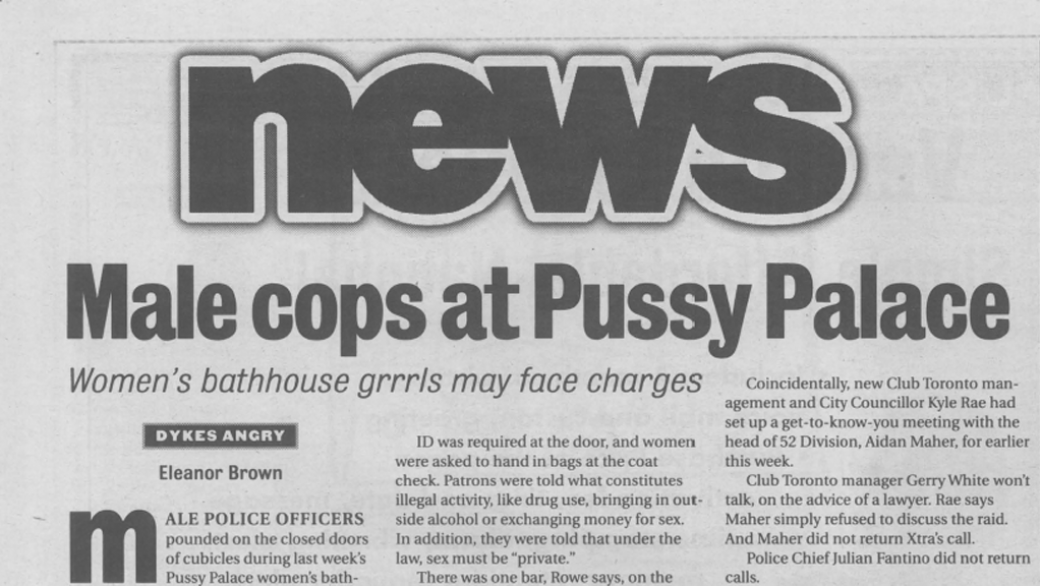 news
Male cops at Pussy Palace
Women's bathhouse grrrls may face charges
DYKES ANGRY
Eleanor Brown
mALE POLICE OFFICERS
pounded on the closed doors
of cubicles during last week's
Pussy Palace women's bath-
ID was required at the door, and women
were asked to hand in bags at the coat
check. Patrons were told what constitutes
illegal activity, like drug use, bringing in out-
side alcohol or exchanging money for sex.
In addition, they were told that under the
law, sex must be "private."
There was one bar, Rowe says, on the
Coincidentally, new Club Toronto man-
agement and City Councillor Kyle Rae had
set up a get-to-know-you meeting with the
head of 52 Division, Aidan Maher, for earlier
this week.
Club Toronto manager Gerry White won't
talk, on the advice of a lawyer. Rae says
Maher simply refused to discuss the raid.
And Maher did not return Xtra's call.
Police Chief Julian Fantino did not return
calls.